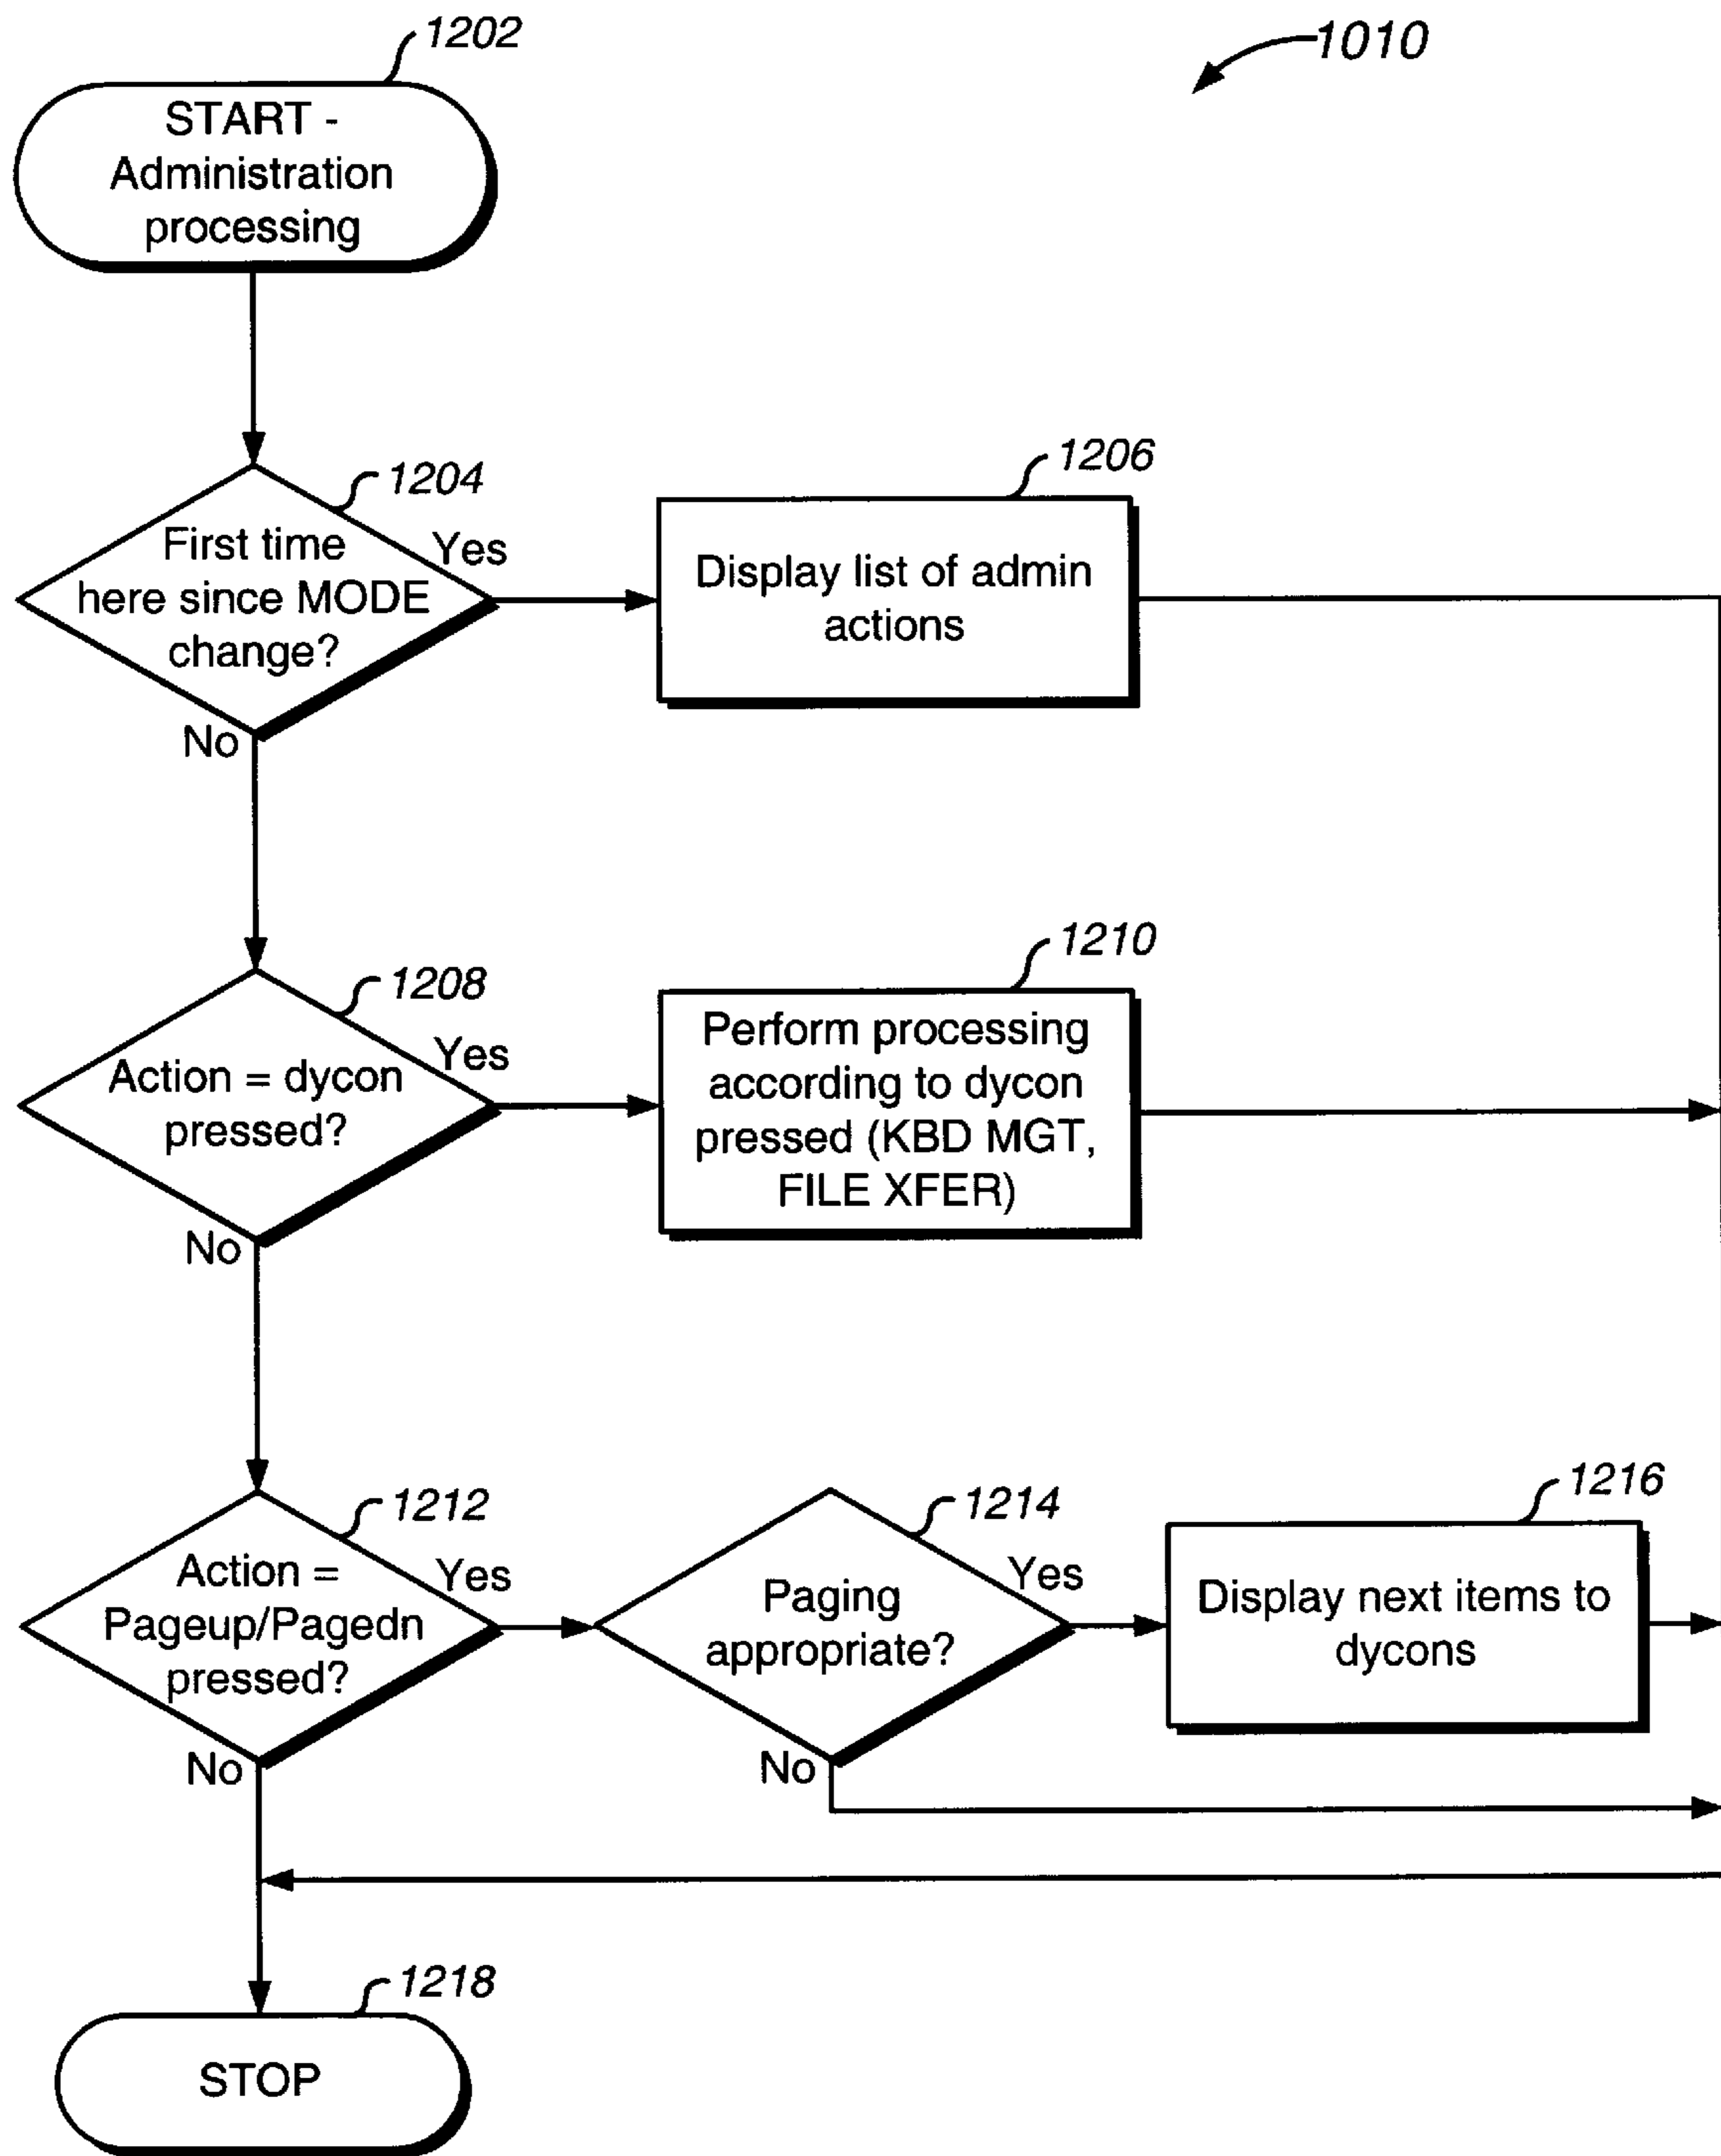 1202
1010
START -
Administration
processing
1204
First time
here since MODE
change?
Yes
No
1206
Display list of admin
actions
1208
Action = dycon
pressed?
Yes
No
1210
Perform processing
according to dycon
pressed (KBD MGT,
FILE XFER)
1212
Action =
Pageup/Pagedn
pressed?
Yes
No
1214
Paging
appropriate?
Yes
No
1216
Display next items to
dycons
1218
STOP